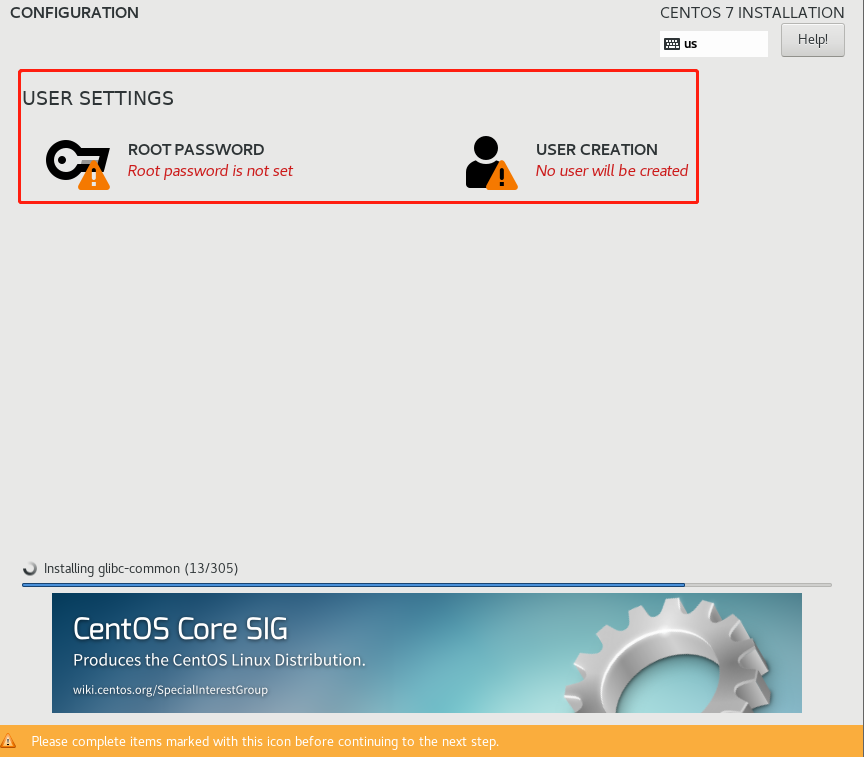 CONFIGURATION
CENTOS 7 INSTALLATION
us
Help!
USER SETTINGS
ROOT PASSWORD
Root password is not set
USER CREATION
No user will be created
Installing glibc-common (13/305)
CentOS Core SIG
Produces the CentOS Linux Distribution.
wiki.centos.org/SpecialInterestGroup
Please complete items marked with this icon before continuing to the next step.